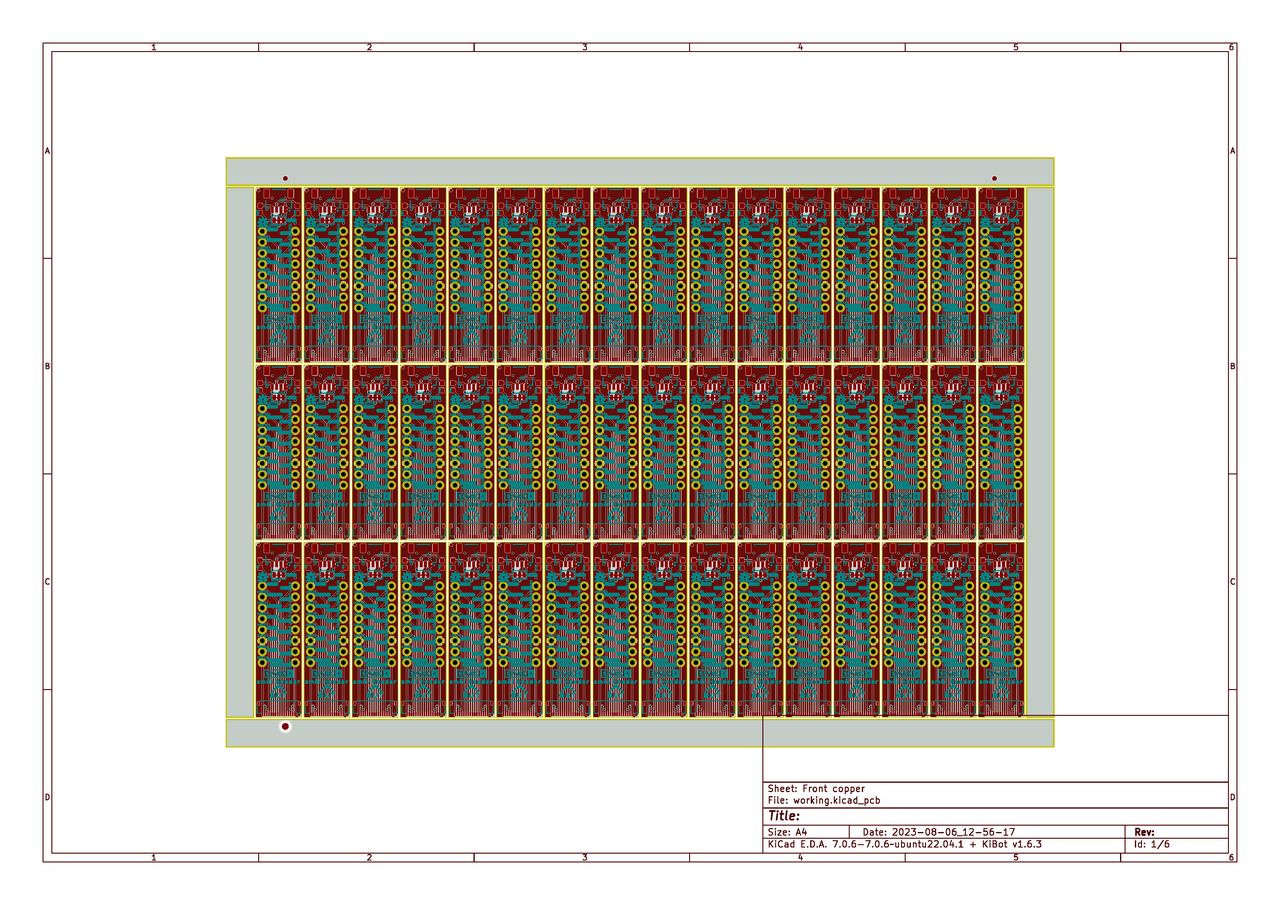 1 2 3 4 5 6
A A
B B
C C
D D
Sheet: Front copper
File: working.kicad_pcb
Title:
Size: A4 Date: 2023-08-06_12-56-17 Rev:
KiCad E.D.A. 7.0.6-7.0.6~ubuntu22.04.1 + KiBot v1.6.3 Id: 1/6
1 2 3 4 5 6